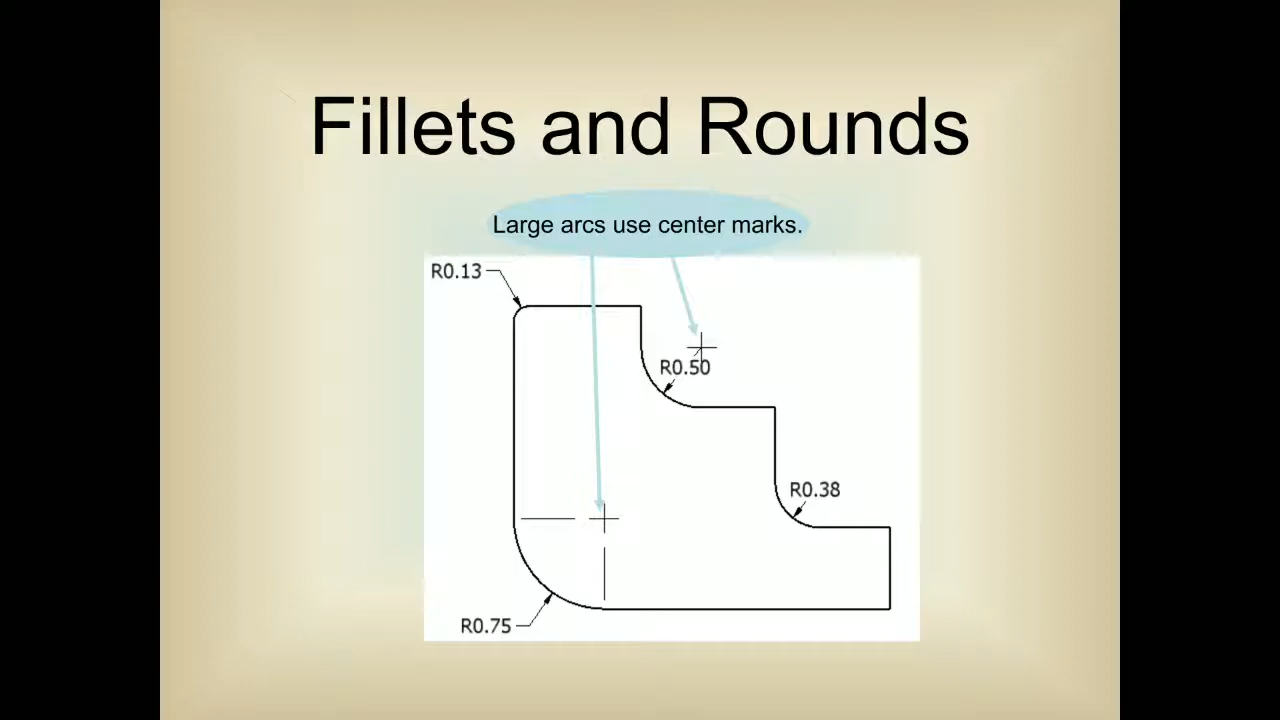 Fillets and Rounds
Large arcs use center marks.
R0.13
R0.50
R0.38
R0.75